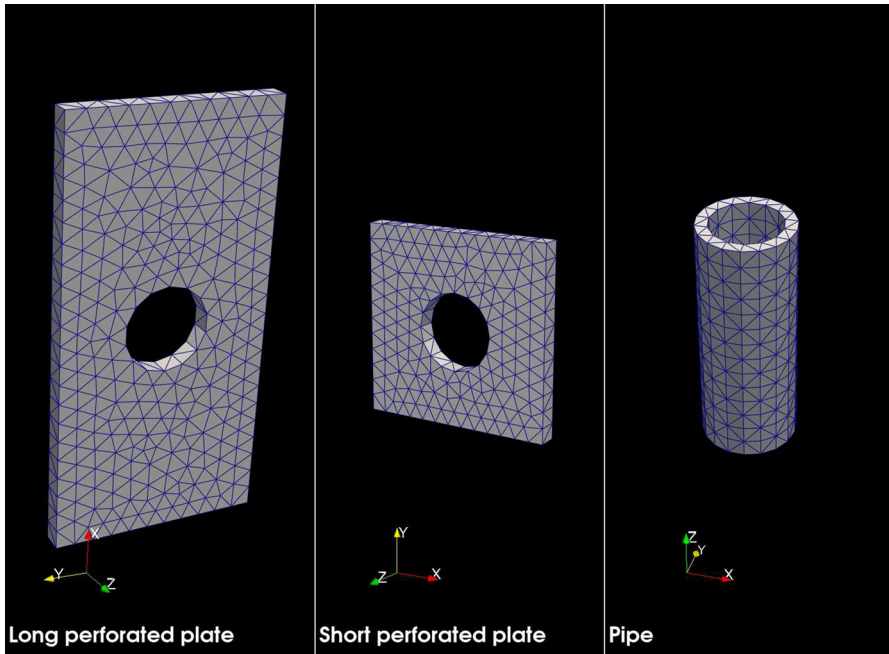 X
Y
Z
Long perforated plate
Y
Z
X
Short perforated plate
Z
Y
X
Pipe